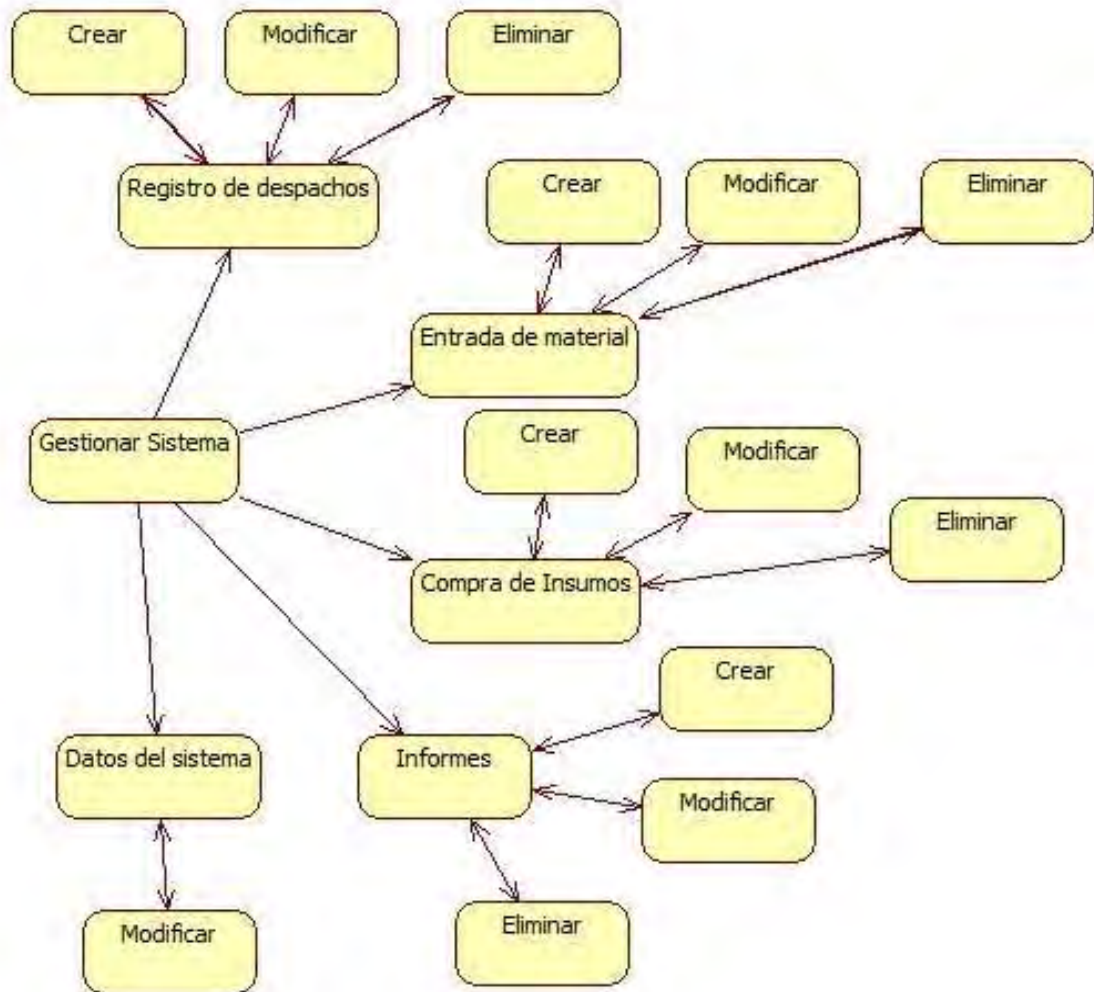 Crear
Modificar
Eliminar
Registro de despachos
Crear
Modificar
Eliminar
Entrada de material
Gestionar Sistema
Crear
Modificar
Eliminar
Compra de Insumos
Crear
Datos del sistema
Informes
Modificar
Modificar
Eliminar